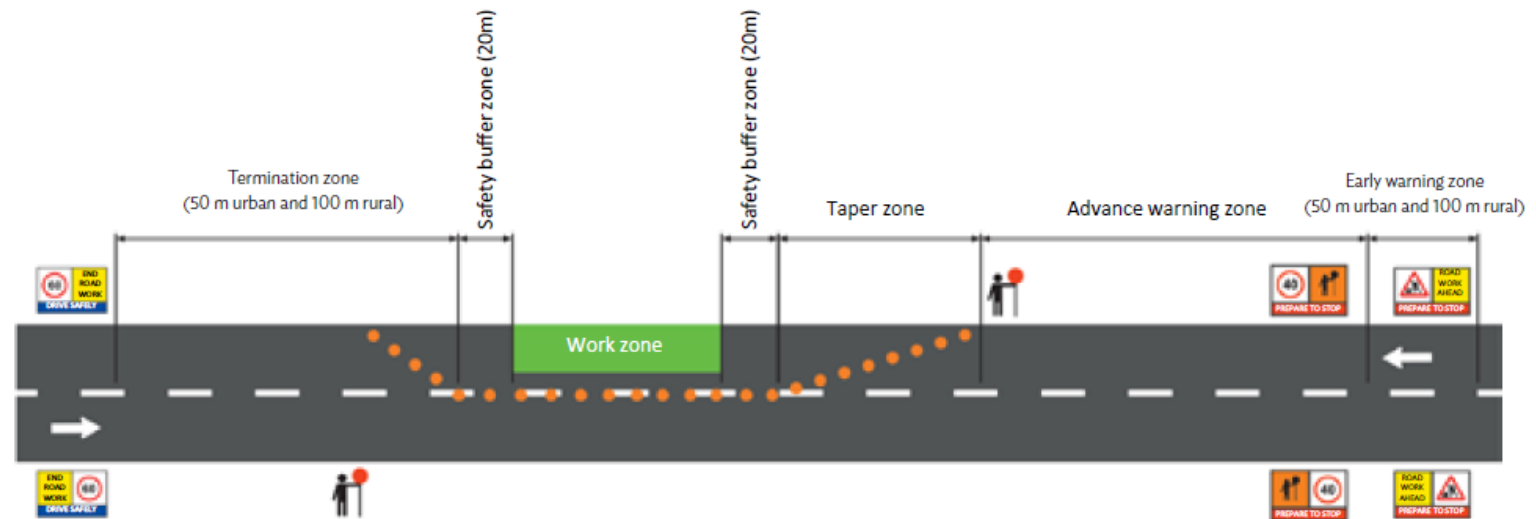 Safety buffer zone (20m)
Safety buffer zone (20m)
Termination zone
(50 m urban and 100 m rural)
Taper zone
Advance warning zone
Early warning zone
(50 m urban and 100 m rural)
60
END
ROAD
WORK
DRIVE SAFELY
40
PREPARE TO STOP
ROAD
WORK
AHEAD
PREPARE TO STOP
Work zone
END
ROAD
WORK
60
DRIVE SAFELY
40
PREPARE TO STOP
ROAD
WORK
AHEAD
PREPARE TO STOP